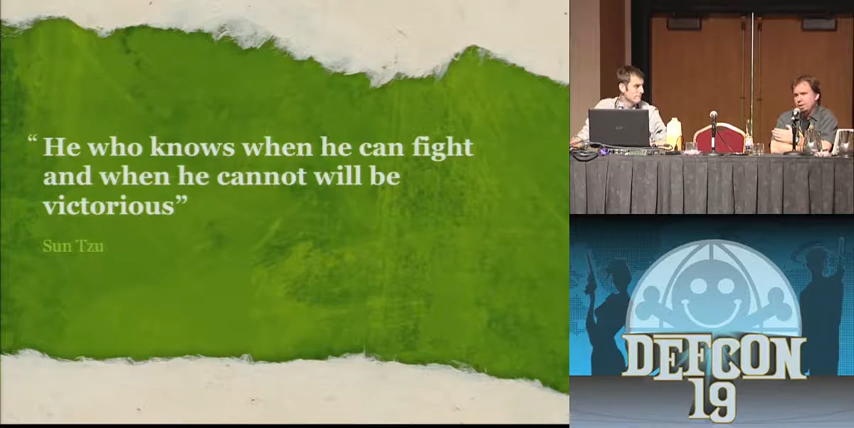 “ He who knows when he can fight
and when he cannot will be
victorious”
Sun Tzu
DEFCON
19